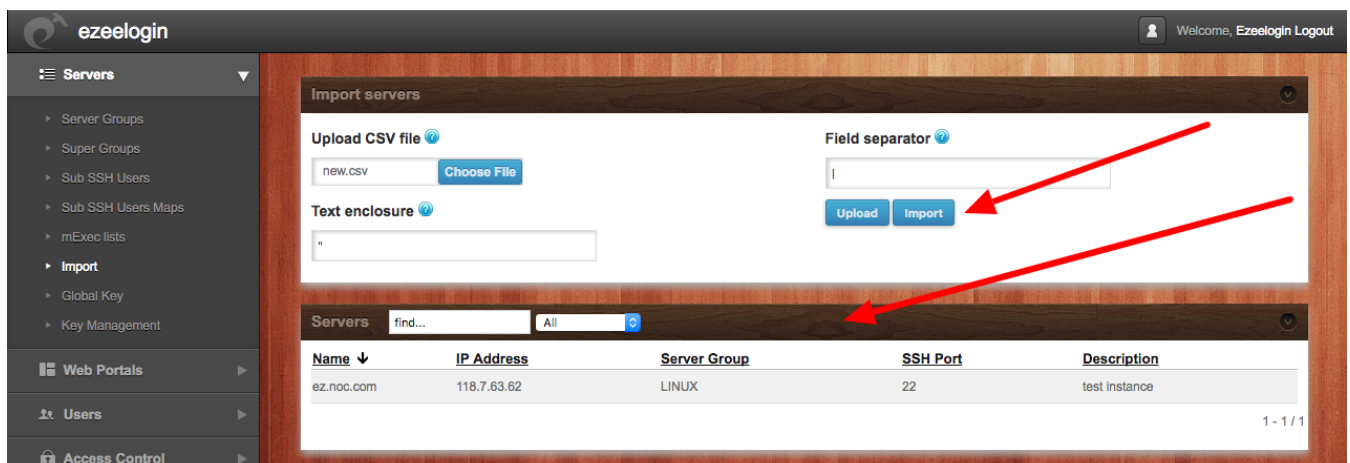 ezeelogin
Welcome, Ezeelogin Logout
Servers
Server Groups
Super Groups
Sub SSH Users
Sub SSH Users Maps
mExec lists
Import
Global Key
Key Management
Web Portals
Users
Access Control
Import servers
Upload CSV file ?
Field separator ?
new.csv Choose File
|
Text enclosure ?
Upload Import
"
Servers find... All
Name ↓ IP Address Server Group SSH Port Description
ez.noc.com 118.7.63.62 LINUX 22 test instance
1 - 1 / 1